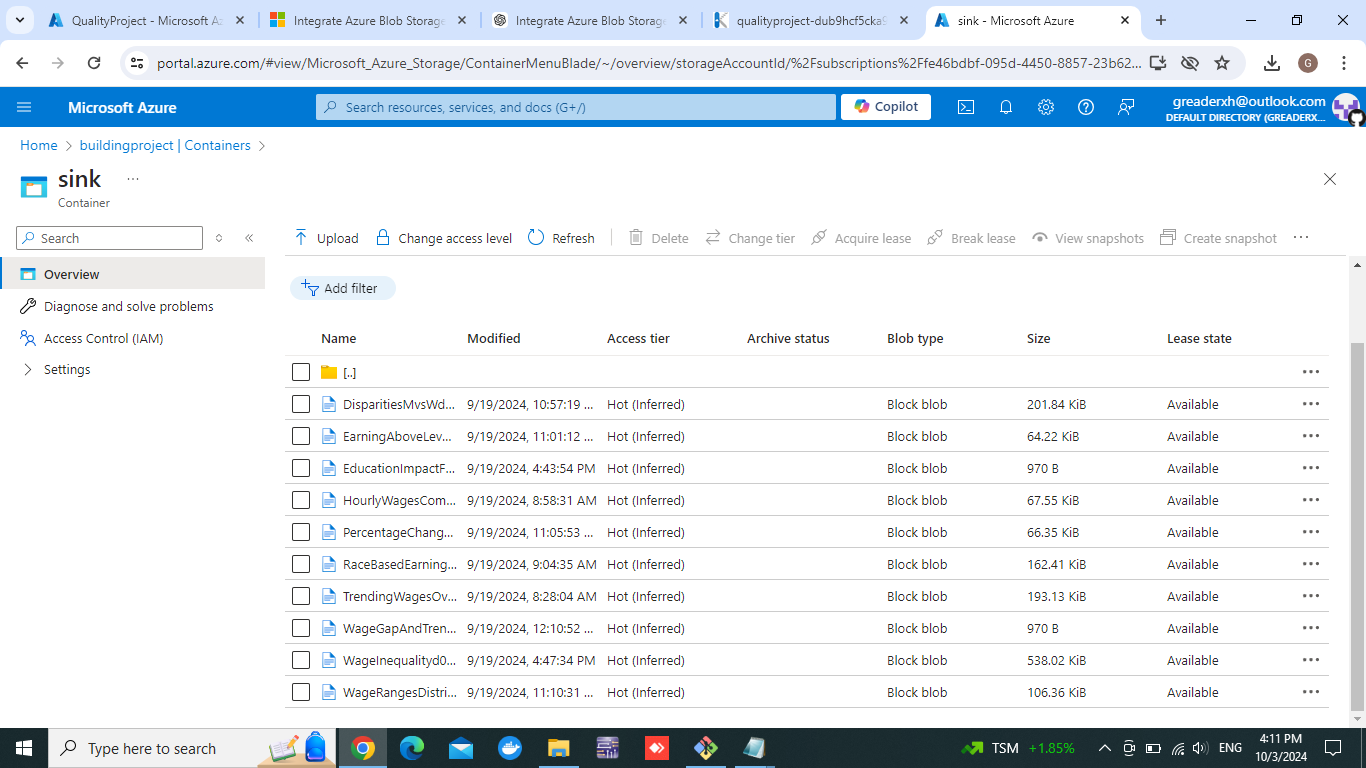 QualityProject - Microsoft Az
Integrate Azure Blob Storage
Integrate Azure Blob Storage
qualityproject-dub9hcf5cka9
sink - Microsoft Azure
portal.azure.com/#view/Microsoft_Azure_Storage/ContainerMenuBlade/~/overview/storageAccountId/%2Fsubscriptions%2Ffe46bdbf-095d-4450-8857-23b62...
G
Microsoft Azure
Search resources, services, and docs (G+/)
Copilot
greaderxh@outlook.com
DEFAULT DIRECTORY (GREADERX...
Home > buildingproject | Containers >
sink ...
Container
Search
Upload Change access level Refresh Delete Change tier Acquire lease Break lease View snapshots Create snapshot ...
Overview
Diagnose and solve problems
Access Control (IAM)
Settings
Add filter
Name Modified Access tier Archive status Blob type Size Lease state
[..]
DisparitiesMvsWd... 9/19/2024, 10:57:19 ... Hot (Inferred) Block blob 201.84 KiB Available
EarningAboveLev... 9/19/2024, 11:01:12 ... Hot (Inferred) Block blob 64.22 KiB Available
EducationImpactF... 9/19/2024, 4:43:54 PM Hot (Inferred) Block blob 970 B Available
HourlyWagesCom... 9/19/2024, 8:58:31 AM Hot (Inferred) Block blob 67.55 KiB Available
PercentageChang... 9/19/2024, 11:05:53 ... Hot (Inferred) Block blob 66.35 KiB Available
RaceBasedEarning... 9/19/2024, 9:04:35 AM Hot (Inferred) Block blob 162.41 KiB Available
TrendingWagesOv... 9/19/2024, 8:28:04 AM Hot (Inferred) Block blob 193.13 KiB Available
WageGapAndTren... 9/19/2024, 12:10:52 ... Hot (Inferred) Block blob 970 B Available
WageInequalityd0... 9/19/2024, 4:47:34 PM Hot (Inferred) Block blob 538.02 KiB Available
WageRangesDistri... 9/19/2024, 11:10:31 ... Hot (Inferred) Block blob 106.36 KiB Available
Type here to search
TSM +1.85%
ENG
4:11 PM
10/3/2024